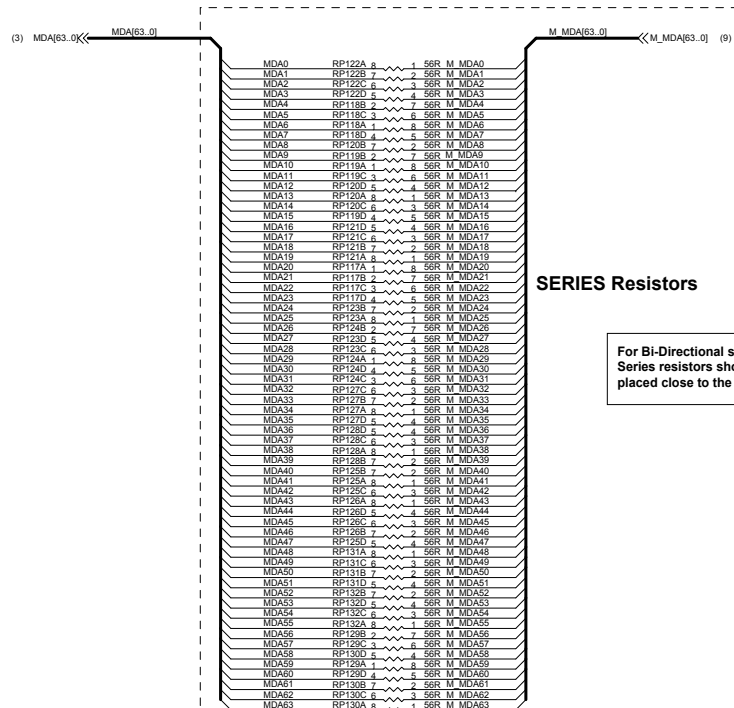 (3) MDA[63..0] MDA[63..0] M_MDA[63..0] M_MDA[63..0] (9)
MDA0 RP122A 8 1 56R M_MDA0
MDA1 RP122B 7 2 56R M_MDA1
MDA2 RP122C 6 3 56R M_MDA2
MDA3 RP122D 5 4 56R M_MDA3
MDA4 RP118B 2 7 56R M_MDA4
MDA5 RP118C 3 6 56R M_MDA5
MDA6 RP118A 1 8 56R M_MDA6
MDA7 RP118D 4 5 56R M_MDA7
MDA8 RP120B 7 2 56R M_MDA8
MDA9 RP119B 2 7 56R M_MDA9
MDA10 RP119A 1 8 56R M_MDA10
MDA11 RP119C 3 6 56R M_MDA11
MDA12 RP120D 5 4 56R M_MDA12
MDA13 RP120A 8 1 56R M_MDA13
MDA14 RP120C 6 3 56R M_MDA14
MDA15 RP119D 4 5 56R M_MDA15
MDA16 RP121D 5 4 56R M_MDA16
MDA17 RP121C 6 3 56R M_MDA17
MDA18 RP121B 7 2 56R M_MDA18
MDA19 RP121A 8 1 56R M_MDA19
MDA20 RP117A 1 8 56R M_MDA20
MDA21 RP117B 2 7 56R M_MDA21
MDA22 RP117C 3 6 56R M_MDA22
MDA23 RP117D 4 5 56R M_MDA23
MDA24 RP123B 7 2 56R M_MDA24
MDA25 RP123A 8 1 56R M_MDA25
MDA26 RP124B 2 7 56R M_MDA26
MDA27 RP123D 5 4 56R M_MDA27
MDA28 RP123C 6 3 56R M_MDA28
MDA29 RP124A 1 8 56R M_MDA29
MDA30 RP124D 4 5 56R M_MDA30
MDA31 RP124C 3 6 56R M_MDA31
MDA32 RP127C 6 3 56R M_MDA32
MDA33 RP127B 7 2 56R M_MDA33
MDA34 RP127A 8 1 56R M_MDA34
MDA35 RP127D 5 4 56R M_MDA35
MDA36 RP128D 5 4 56R M_MDA36
MDA37 RP128C 6 3 56R M_MDA37
MDA38 RP128A 8 1 56R M_MDA38
MDA39 RP128B 7 2 56R M_MDA39
MDA40 RP125B 7 2 56R M_MDA40
MDA41 RP125A 8 1 56R M_MDA41
MDA42 RP125C 6 3 56R M_MDA42
MDA43 RP126A 8 1 56R M_MDA43
MDA44 RP126D 5 4 56R M_MDA44
MDA45 RP126C 6 3 56R M_MDA45
MDA46 RP126B 7 2 56R M_MDA46
MDA47 RP125D 5 4 56R M_MDA47
MDA48 RP131A 8 1 56R M_MDA48
MDA49 RP131C 6 3 56R M_MDA49
MDA50 RP131B 7 2 56R M_MDA50
MDA51 RP131D 5 4 56R M_MDA51
MDA52 RP132B 7 2 56R M_MDA52
MDA53 RP132D 5 4 56R M_MDA53
MDA54 RP132C 6 3 56R M_MDA54
MDA55 RP132A 8 1 56R M_MDA55
MDA56 RP129B 2 7 56R M_MDA56
MDA57 RP129C 3 6 56R M_MDA57
MDA58 RP130D 5 4 56R M_MDA58
MDA59 RP129A 1 8 56R M_MDA59
MDA60 RP129D 4 5 56R M_MDA60
MDA61 RP130B 7 2 56R M_MDA61
MDA62 RP130C 6 3 56R M_MDA62
MDA63 RP130A 8 1 56R M_MDA63
SERIES Resistors
For Bi-Directional s
Series resistors sho
placed close to the